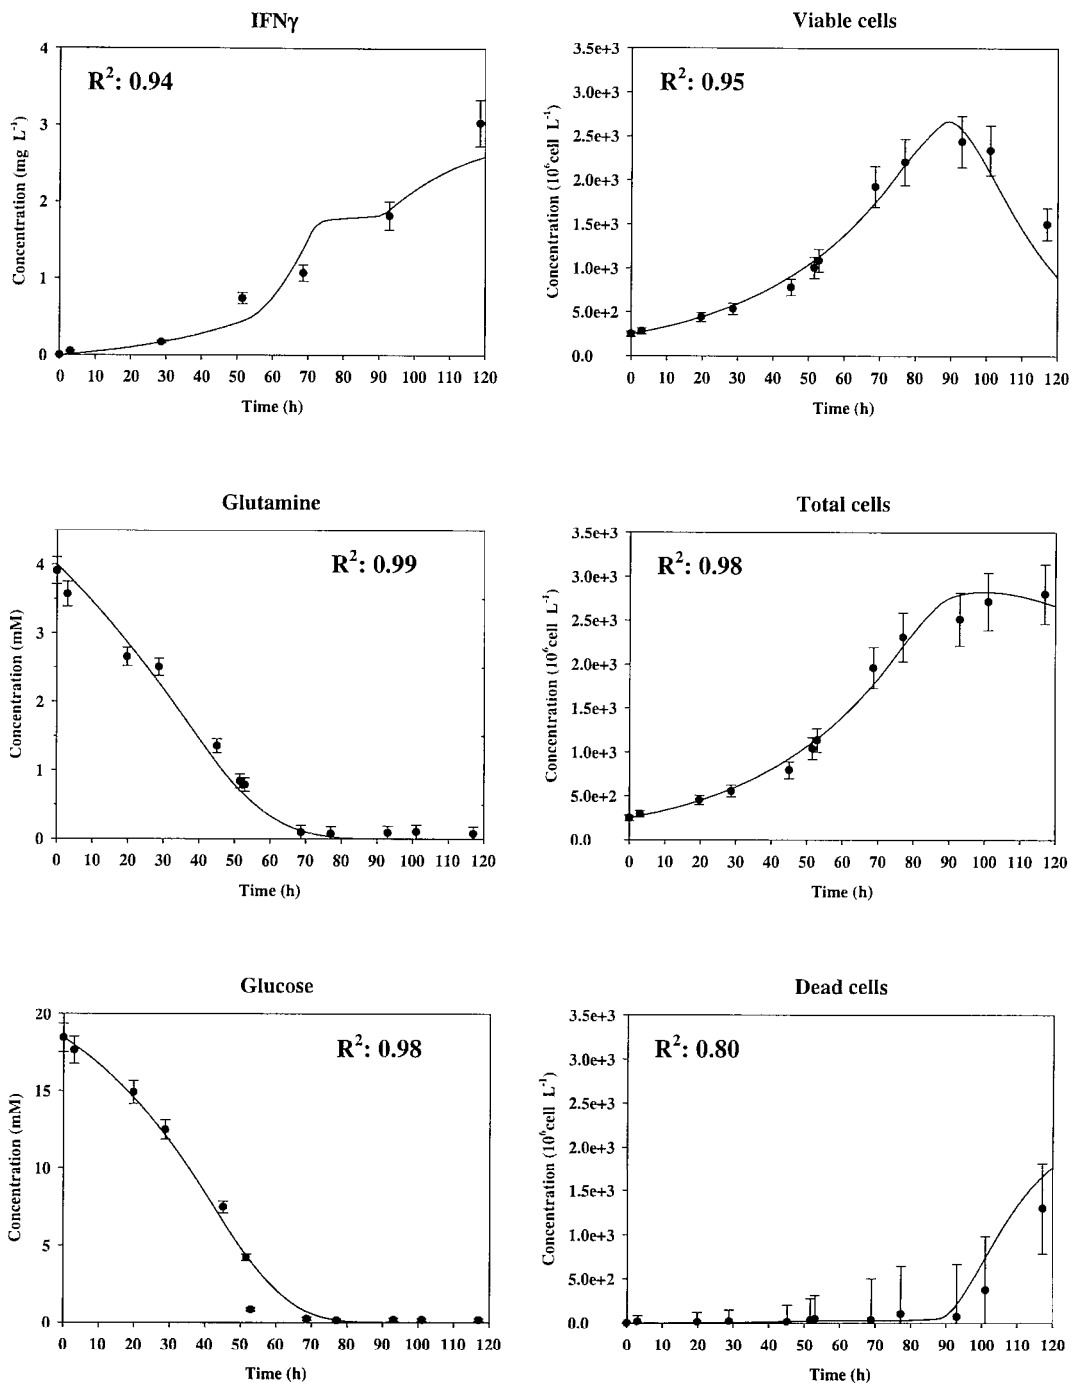 IFNγ
R²: 0.94
4
3
2
1
0
Concentration (mg L⁻¹)
0 10 20 30 40 50 60 70 80 90 100 110 120
Time (h)
Viable cells
R²: 0.95
3.5e+3
3.0e+3
2.5e+3
2.0e+3
1.5e+3
1.0e+3
5.0e+2
0.0
Concentration (10⁶cell L⁻¹)
0 10 20 30 40 50 60 70 80 90 100 110 120
Time (h)
Glutamine
R²: 0.99
4
3
2
1
0
Concentration (mM)
0 10 20 30 40 50 60 70 80 90 100 110 120
Time (h)
Total cells
R²: 0.98
3.5e+3
3.0e+3
2.5e+3
2.0e+3
1.5e+3
1.0e+3
5.0e+2
0.0
Concentration (10⁶cell L⁻¹)
0 10 20 30 40 50 60 70 80 90 100 110 120
Time (h)
Glucose
R²: 0.98
20
15
10
5
0
Concentration (mM)
0 10 20 30 40 50 60 70 80 90 100 110 120
Time (h)
Dead cells
R²: 0.80
3.5e+3
3.0e+3
2.5e+3
2.0e+3
1.5e+3
1.0e+3
5.0e+2
0.0
Concentration (10⁶cell L⁻¹)
0 10 20 30 40 50 60 70 80 90 100 110 120
Time (h)